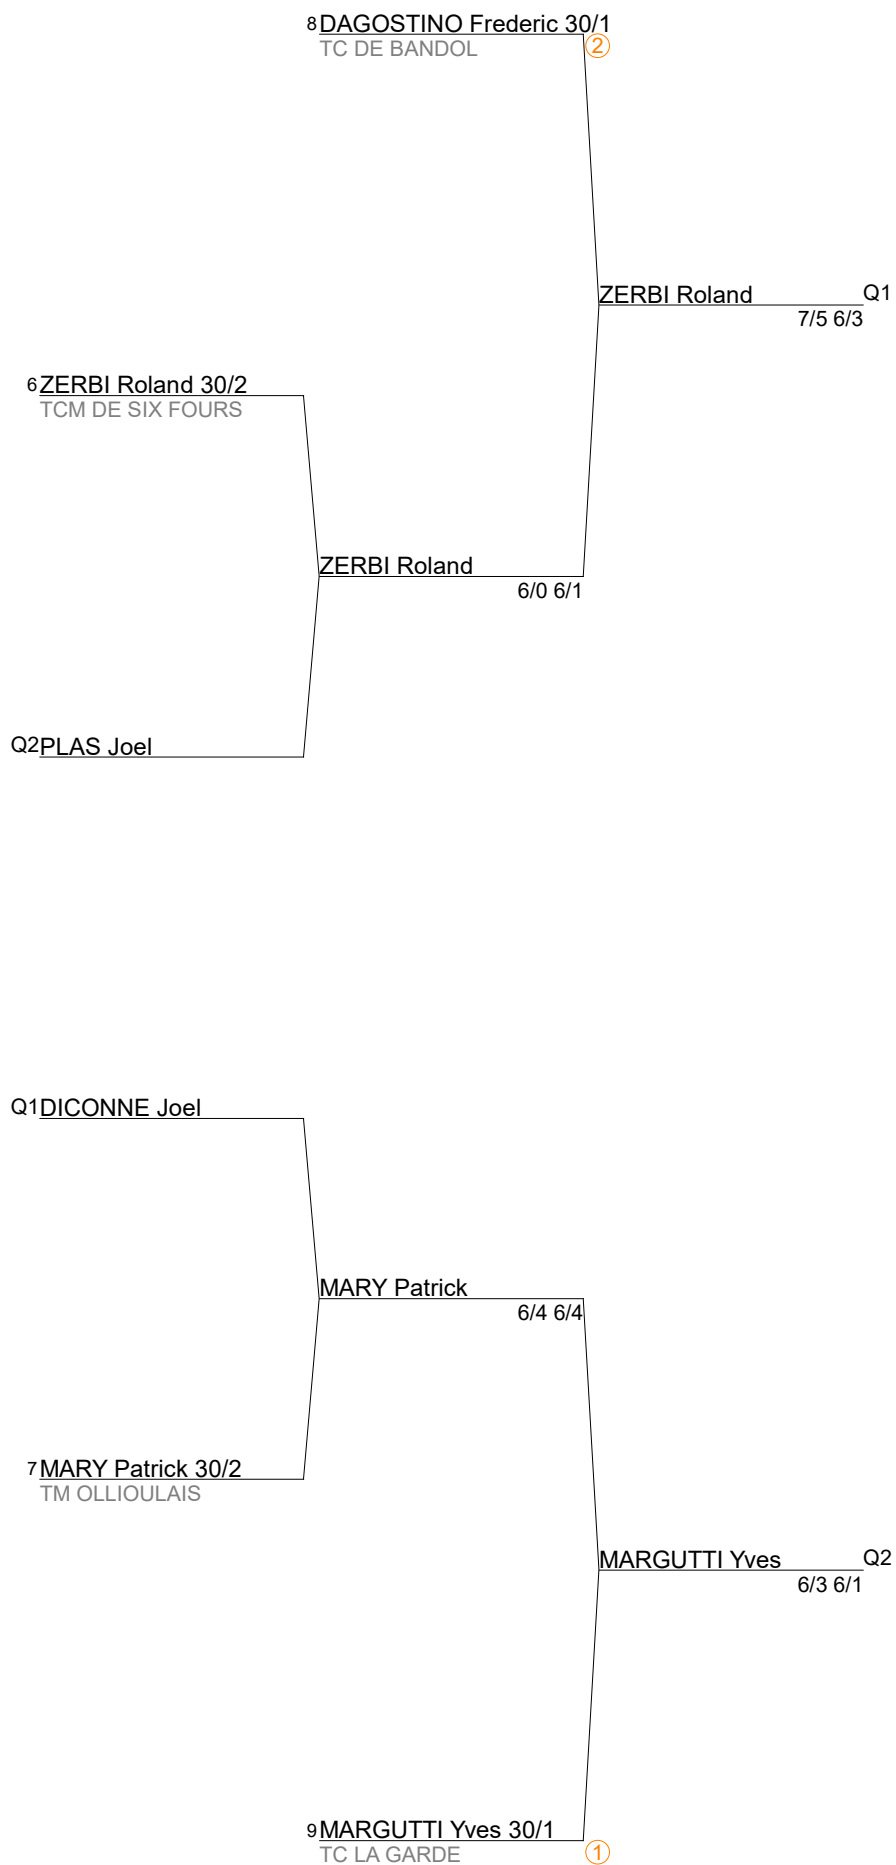 8 DAGOSTINO Frederic 30/1
TC DE BANDOL
2
ZERBI Roland Q1
7/5 6/3
6 ZERBI Roland 30/2
TCM DE SIX FOURS
ZERBI Roland
6/0 6/1
Q2 PLAS Joel
Q1 DICONNE Joel
MARY Patrick
6/4 6/4
7 MARY Patrick 30/2
TM OLLIOULAIS
MARGUTTI Yves Q2
6/3 6/1
9 MARGUTTI Yves 30/1
TC LA GARDE
1